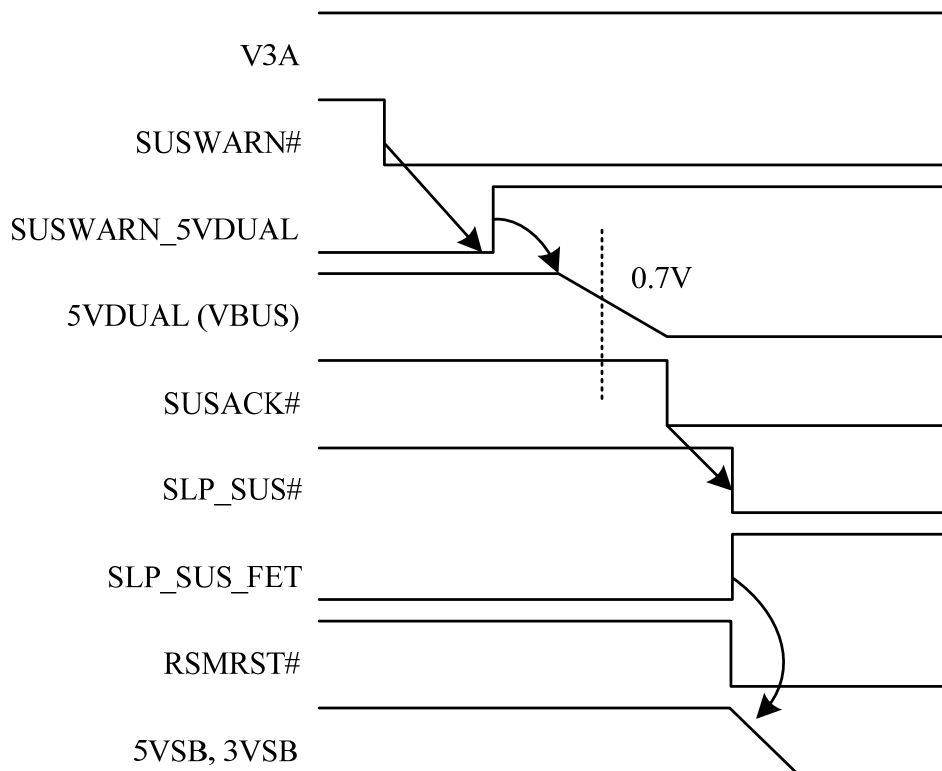 V3A
SUSWARN#
SUSWARN_5VDUAL
0.7V
5VDUAL (VBUS)
SUSACK#
SLP_SUS#
SLP_SUS_FET
RSMRST#
5VSB, 3VSB